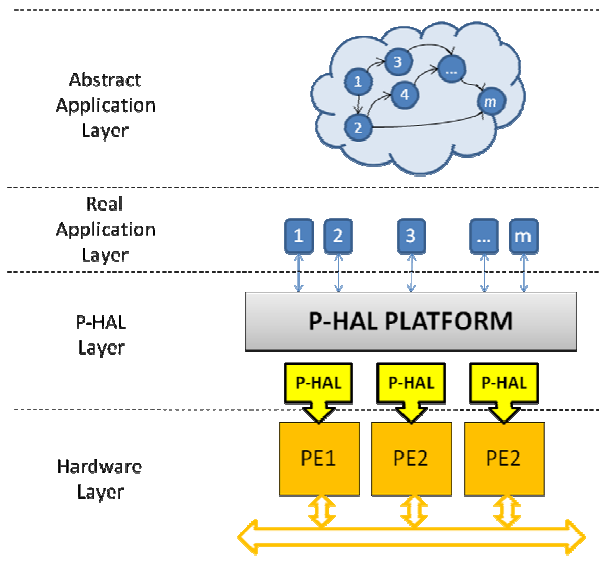 Abstract
Application
Layer
1
3
...
4
2
m
Real
Application
Layer
1 2 3 ... m
P-HAL
Layer
P-HAL PLATFORM
P-HAL P-HAL P-HAL
Hardware
Layer
PE1 PE2 PE2